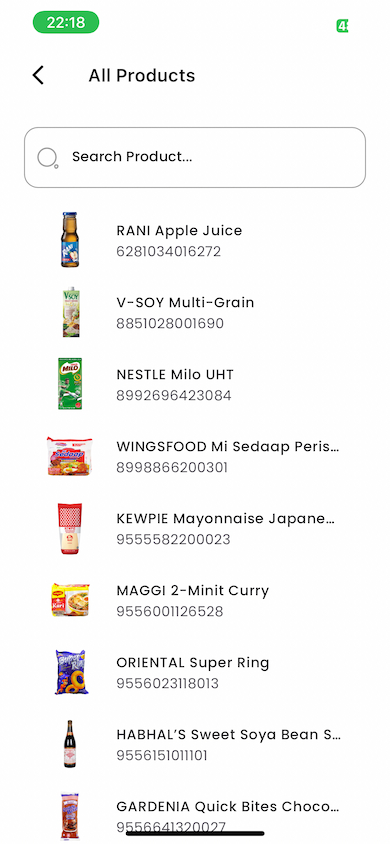 22:18
All Products
Search Product...
RANI Apple Juice
6281034016272
V-SOY Multi-Grain
8851028001690
NESTLE Milo UHT
8992696423084
WINGSFOOD Mi Sedaap Peris...
8998866200301
KEWPIE Mayonnaise Japane...
9555582200023
MAGGI 2-Minit Curry
9556001126528
ORIENTAL Super Ring
9556023118013
HABHAL'S Sweet Soya Bean S...
9556151011101
GARDENIA Quick Bites Choco...
9556641320027